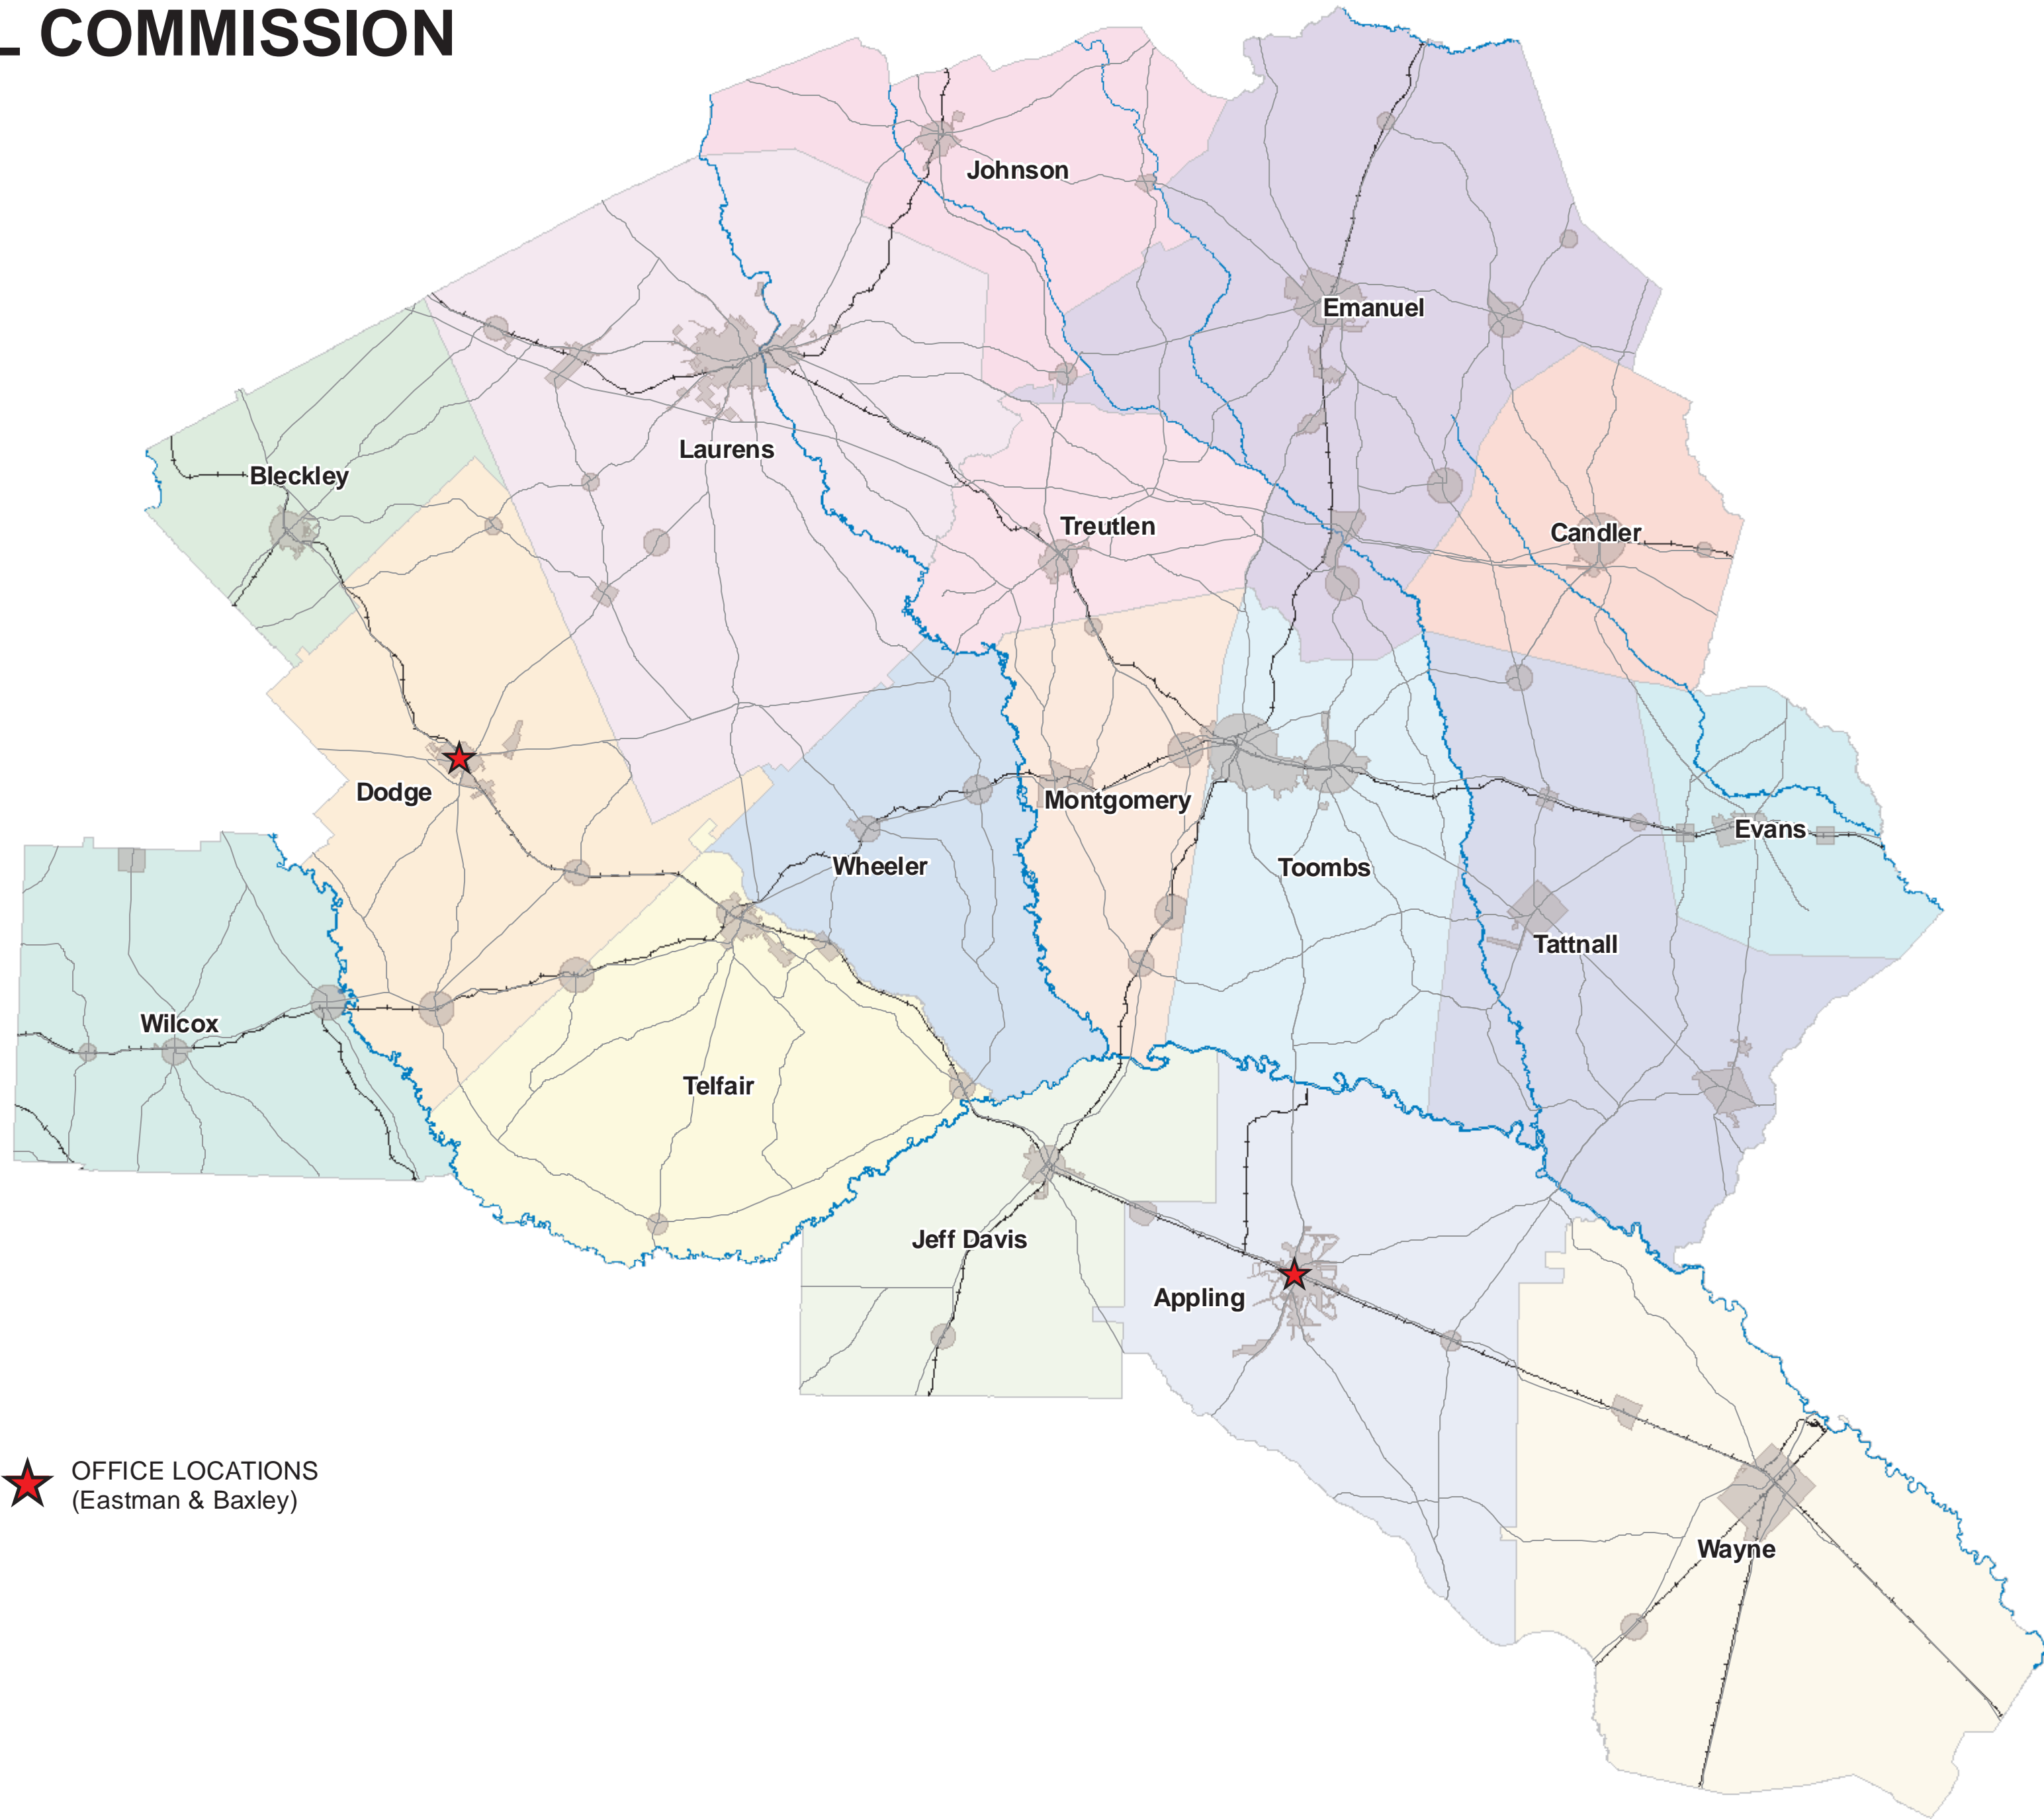 L COMMISSION
Johnson
Emanuel
Laurens
Bleckley
Treutlen
Candler
Dodge
Montgomery
Evans
Wheeler
Toombs
Tattnall
Wilcox
Telfair
Jeff Davis
Appling
OFFICE LOCATIONS
(Eastman & Baxley)
Wayne